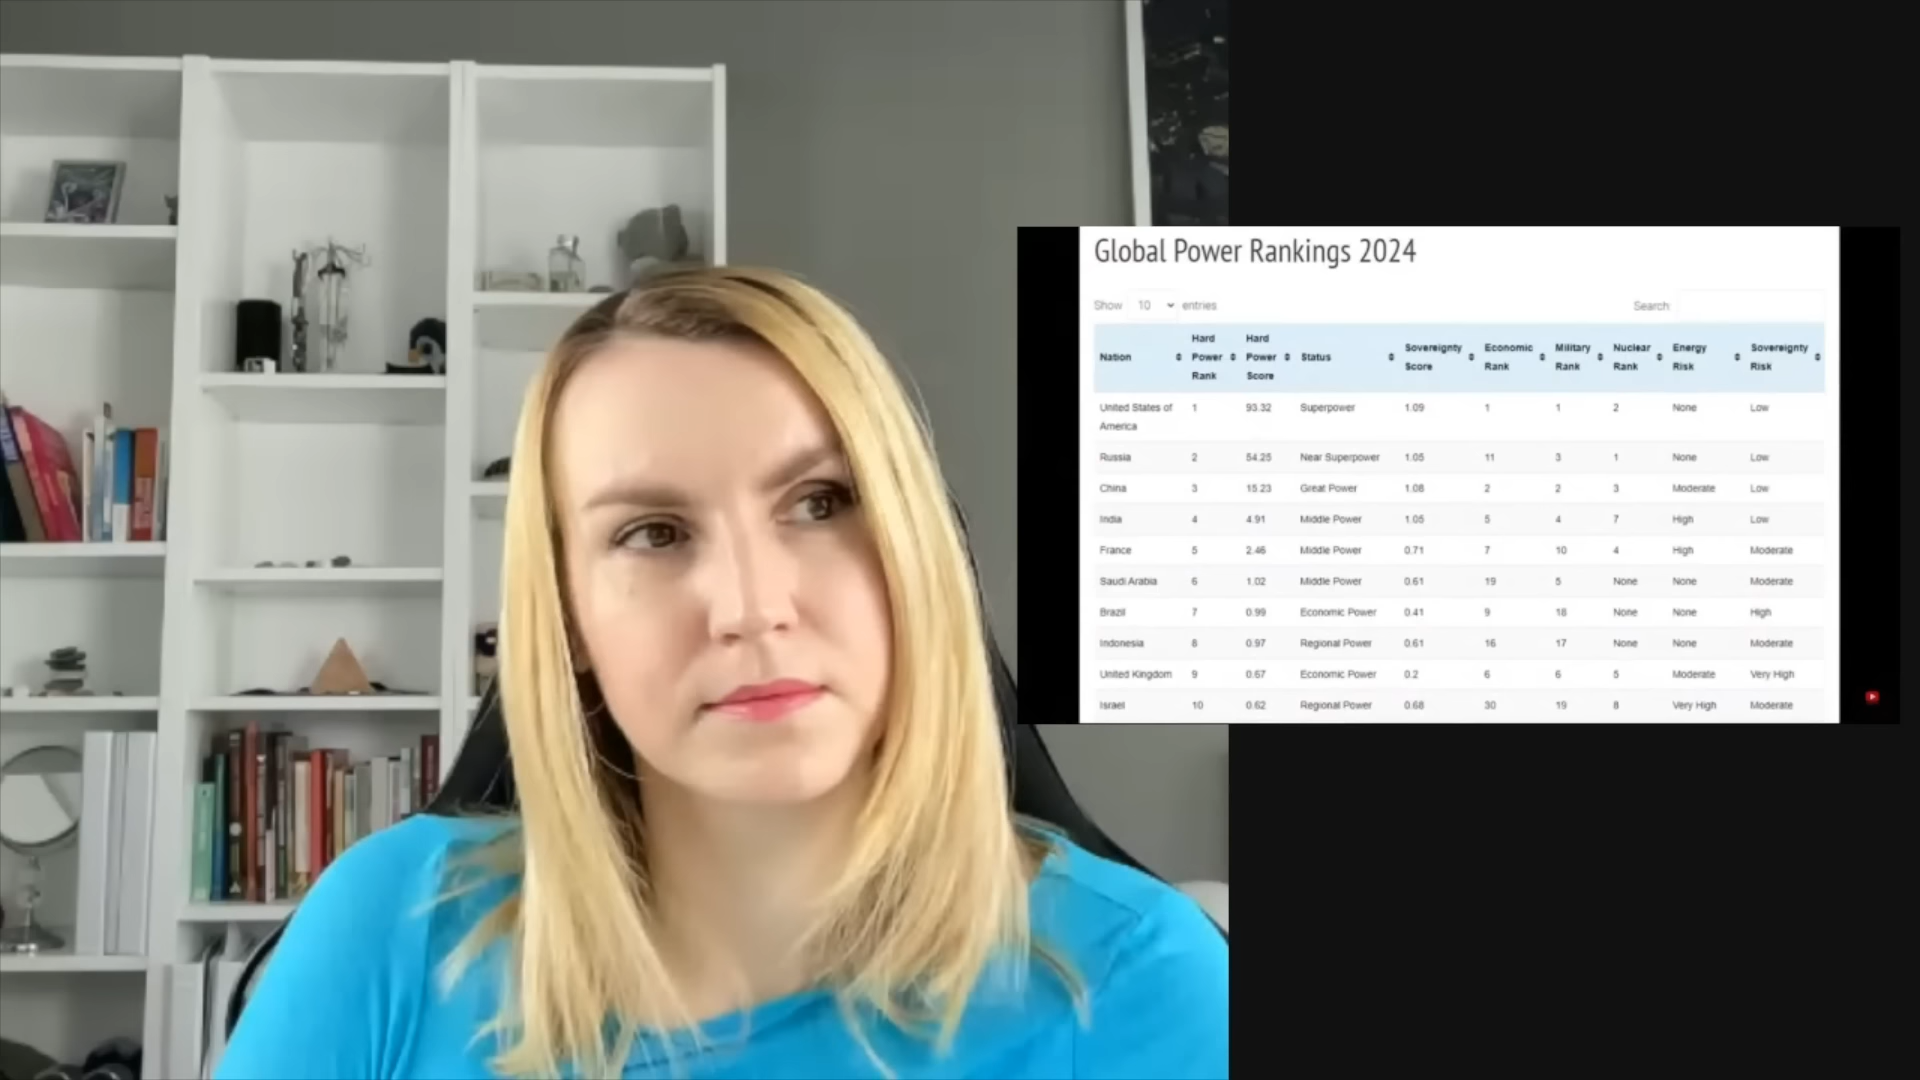 Global Power Rankings 2024
Show 10 entries Search:
Nation Hard Power Rank Hard Power Score Status Sovereignty Score Economic Rank Military Rank Nuclear Rank Energy Risk Sovereignty Risk
United States of America 1 93.32 Superpower 1.09 1 1 2 None Low
Russia 2 54.25 Near Superpower 1.05 11 3 1 None Low
China 3 15.23 Great Power 1.08 2 2 3 Moderate Low
India 4 4.91 Middle Power 1.05 5 4 7 High Low
France 5 2.46 Middle Power 0.71 7 10 4 High Moderate
Saudi Arabia 6 1.02 Middle Power 0.61 19 5 None None Moderate
Brazil 7 0.99 Economic Power 0.41 9 18 None None High
Indonesia 8 0.97 Regional Power 0.61 16 17 None None Moderate
United Kingdom 9 0.67 Economic Power 0.2 6 6 5 Moderate Very High
Israel 10 0.62 Regional Power 0.68 30 19 8 Very High Moderate